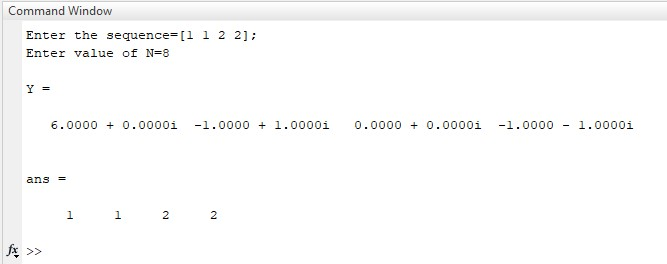 Command Window
Enter the sequence=[1 1 2 2];
Enter value of N=8
Y =
6.0000 + 0.0000i -1.0000 + 1.0000i 0.0000 + 0.0000i -1.0000 - 1.0000i
ans =
1 1 2 2
fx >>